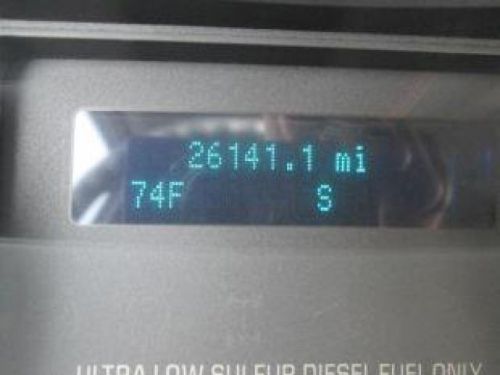 26141.1 mi
74F S
ULTRA LOW SULFUR DIESEL FUEL ONLY